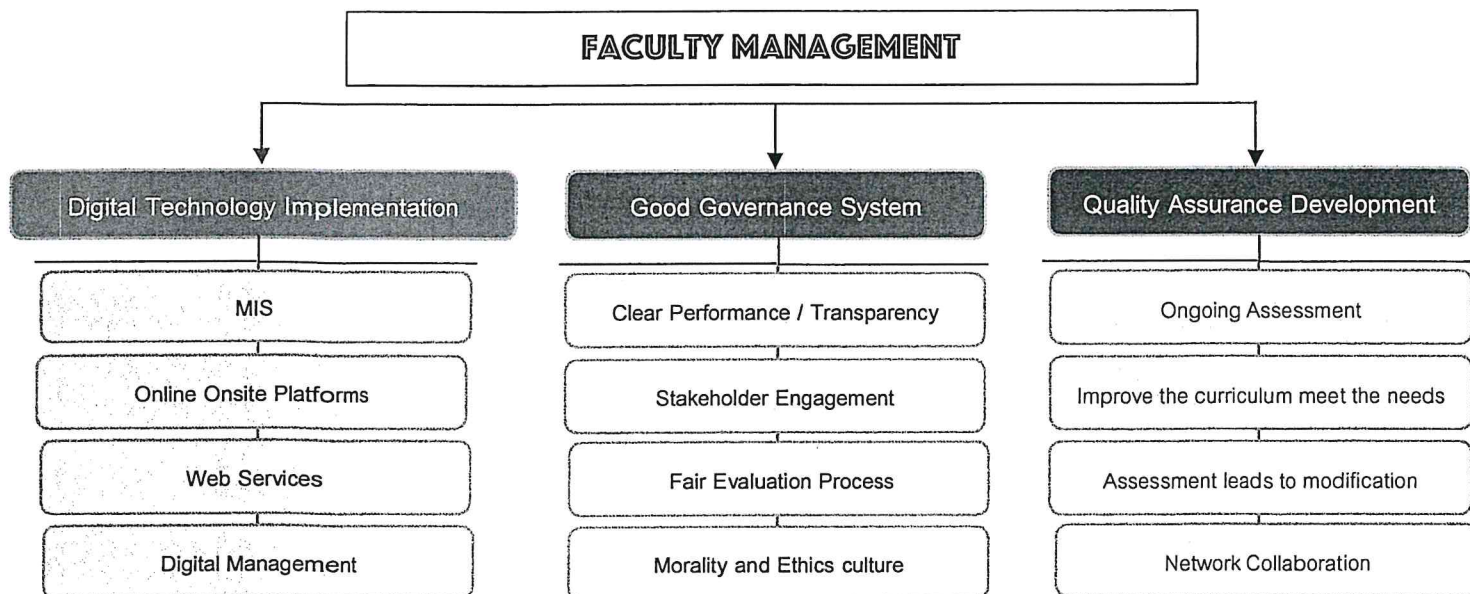 FACULTY MANAGEMENT
Digital Technology Implementation
MIS
Online Onsite Platforms
Web Services
Digital Management
Good Governance System
Clear Performance / Transparency
Stakeholder Engagement
Fair Evaluation Process
Morality and Ethics culture
Quality Assurance Development
Ongoing Assessment
Improve the curriculum meet the needs
Assessment leads to modification
Network Collaboration